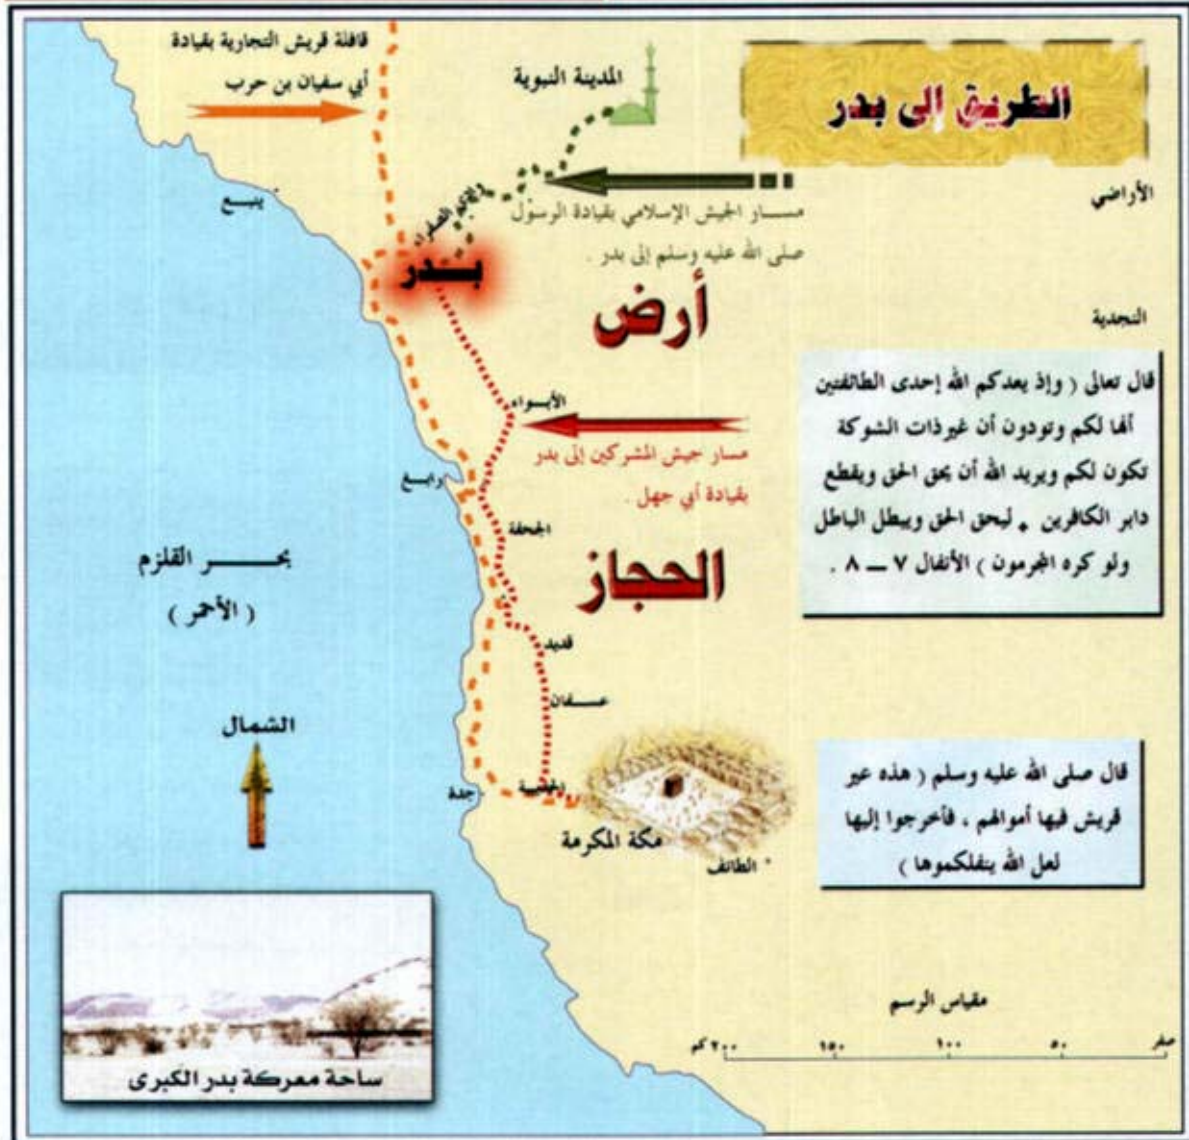 الطريق إلى بدر
قافلة قريش التجارية بقيادة
أبي سفيان بن حرب
المدينة النبوية
الأراضي
النجدية
ينبع
وادي الصفراء
مسار الجيش الإسلامي بقيادة الرسول
صلى الله عليه وسلم إلى بدر .
بدر
أرض
الحجاز
قال تعالى ( وإذ يعدكم الله إحدى الطائفتين
أنها لكم وتودون أن غير ذات الشوكة
تكون لكم ويريد الله أن يحق الحق ويقطع
دابر الكافرين . ليحق الحق ويبطل الباطل
ولو كره المجرمون ) الأنفال ٧ – ٨ .
الأبواء
مسار جيش المشركين إلى بدر
بقيادة أبي جهل .
رابغ
الجحفة
بحر القلزم
( الأحمر )
قديد
عسفان
الشمال
جدة
مكة المكرمة
الطائف
قال صلى الله عليه وسلم ( هذه عير
قريش فيها أموالهم ، فأخرجوا إليها
لعل الله ينفلكموها )
ساحة معركة بدر الكبرى
مقياس الرسم
صفر ٥٠ ١٠٠ ١٥٠ ٢٠٠ كم